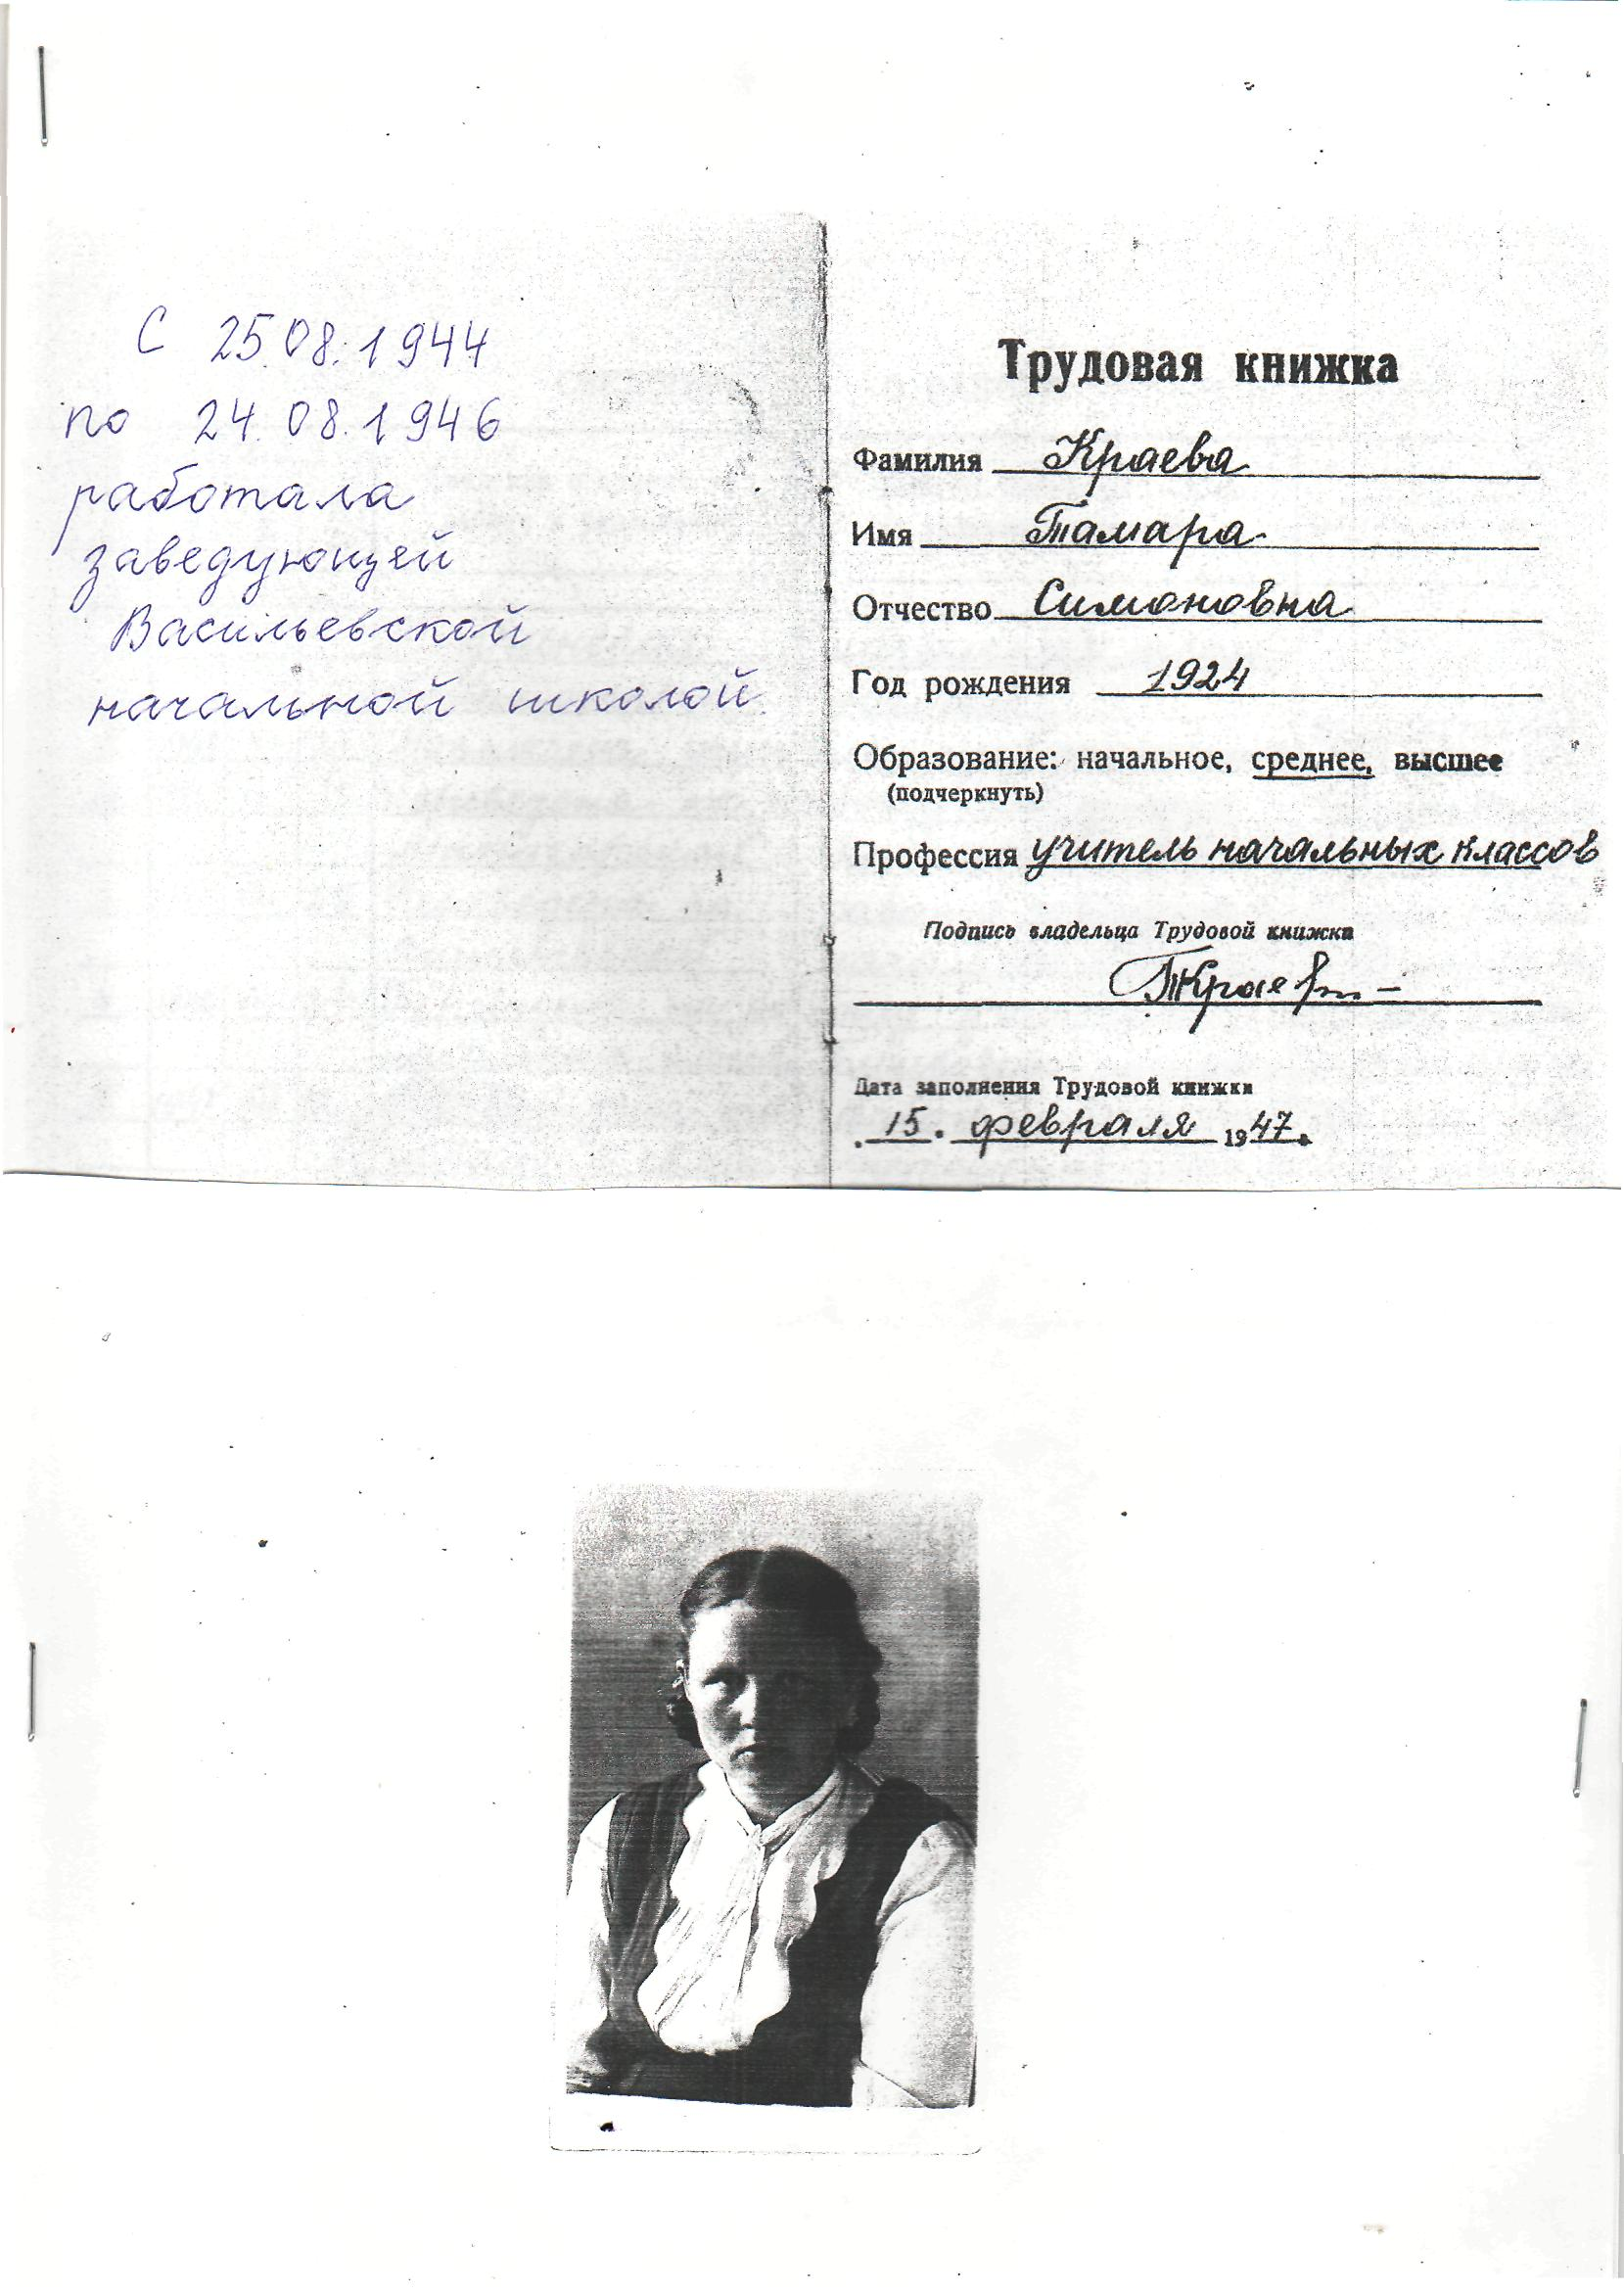 С 25.08.1944
по 24.08.1946
работала
заведующей
Васильевской
начальной школой
Трудовая книжка
Фамилия Краева
Имя Тамара
Отчество Симоновна
Год рождения 1924
Образование: начальное, среднее, высшее
(подчеркнуть)
Профессия учитель начальных классов
Подпись владельца Трудовой книжки
ТКраева
Дата заполнения Трудовой книжки
15. февраля 1947.